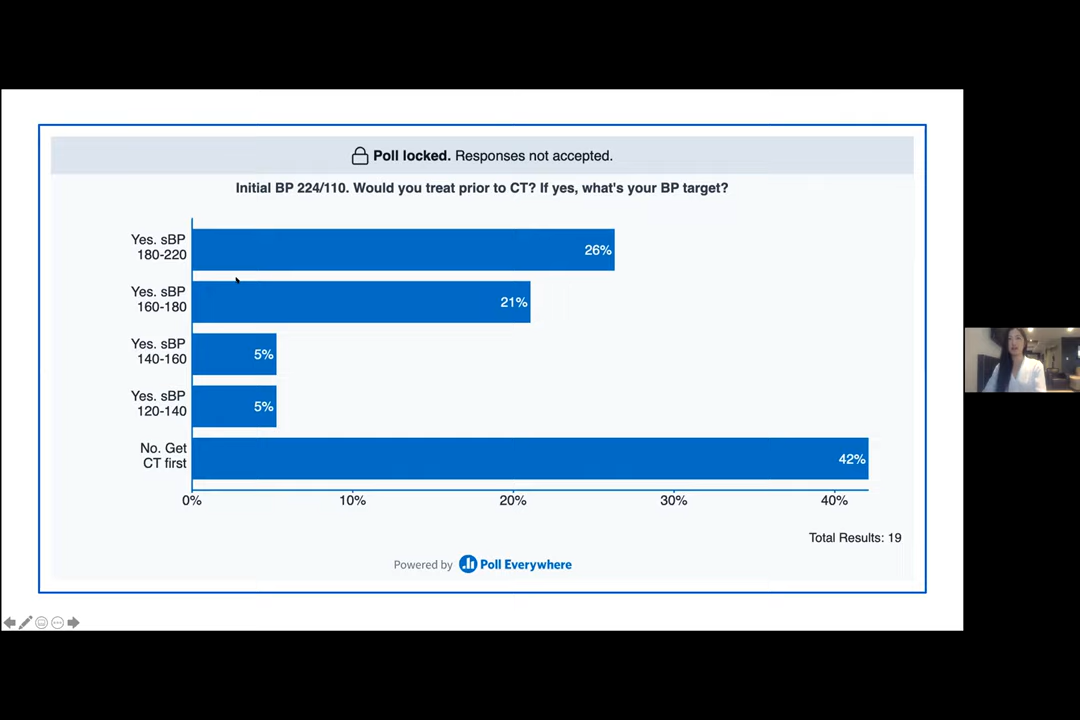 Poll locked. Responses not accepted.
Initial BP 224/110. Would you treat prior to CT? If yes, what's your BP target?
Yes. sBP
180-220
26%
Yes. sBP
160-180
21%
Yes. sBP
140-160
5%
Yes. sBP
120-140
5%
No. Get
CT first
42%
0% 10% 20% 30% 40%
Total Results: 19
Powered by Poll Everywhere